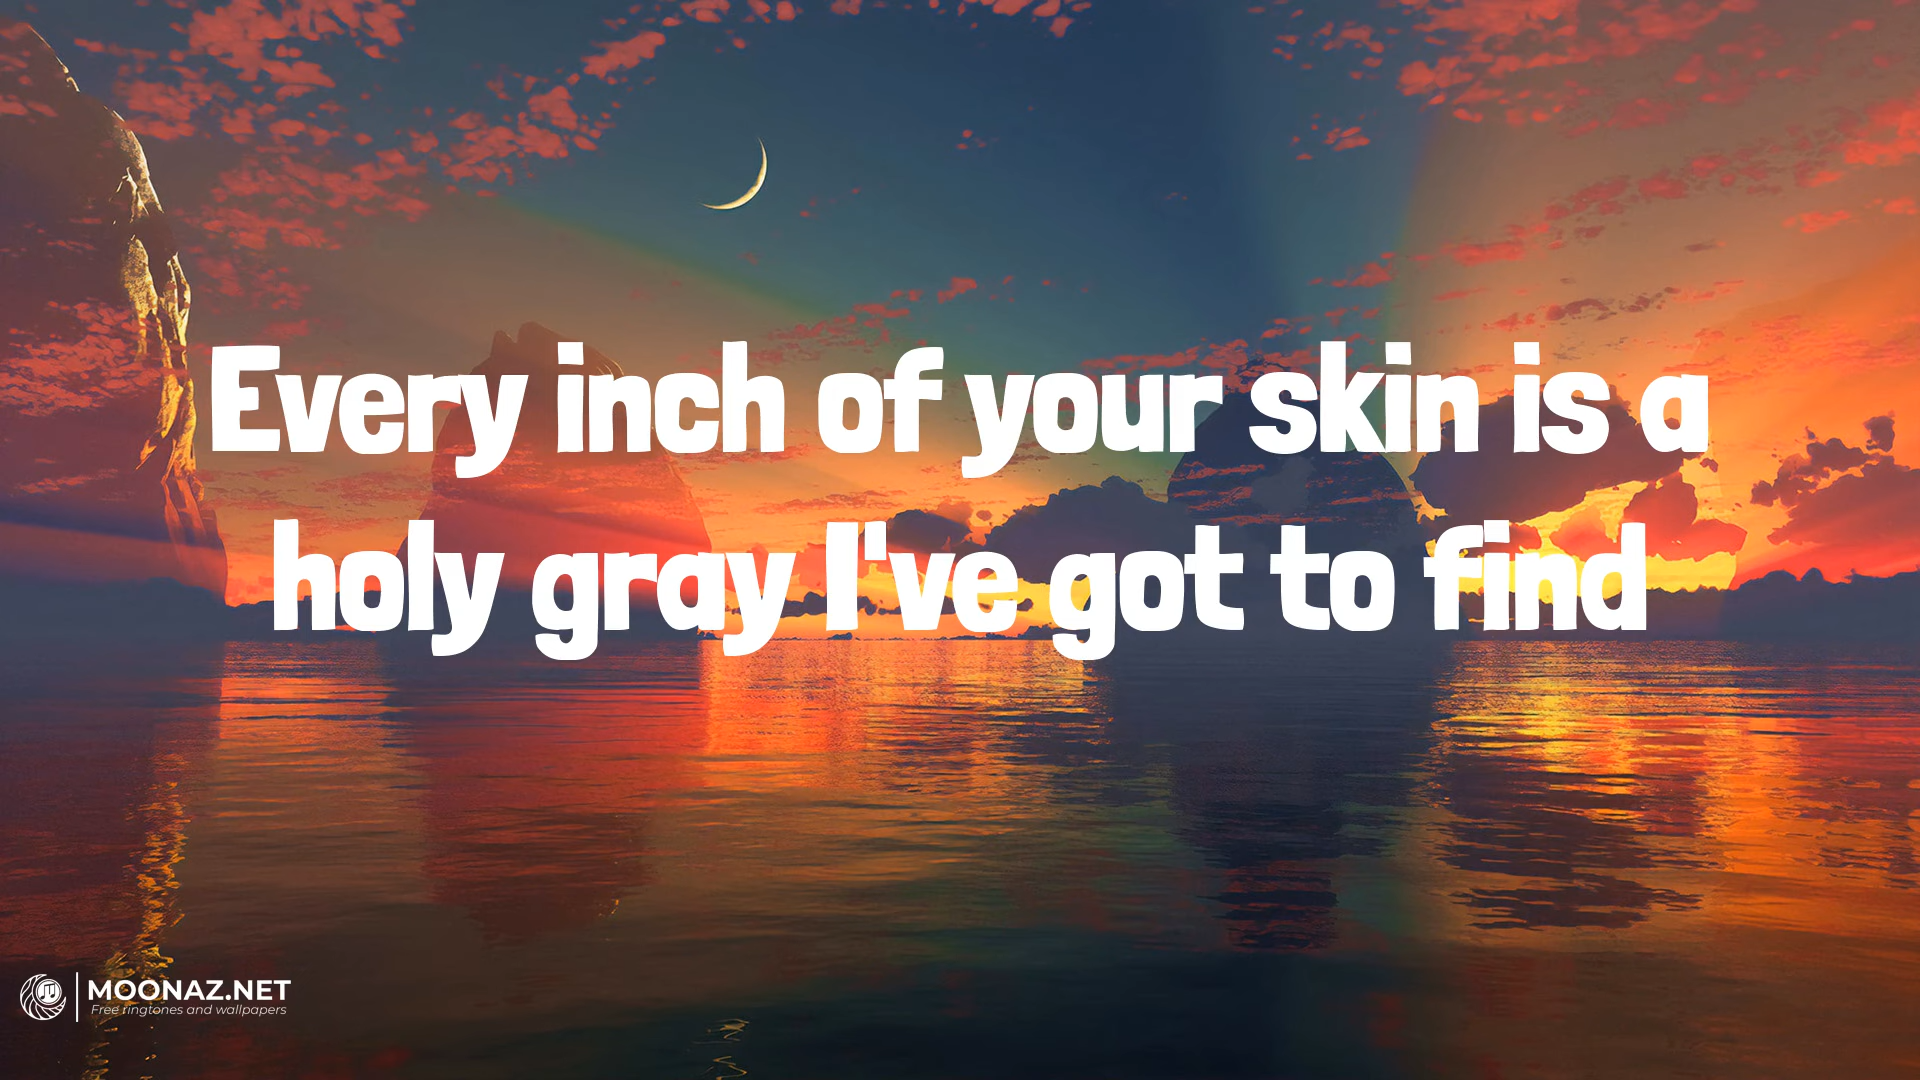 Every inch of your skin is a
holy gray I've got to find
MOONAZ.NET
Free ringtones and wallpapers